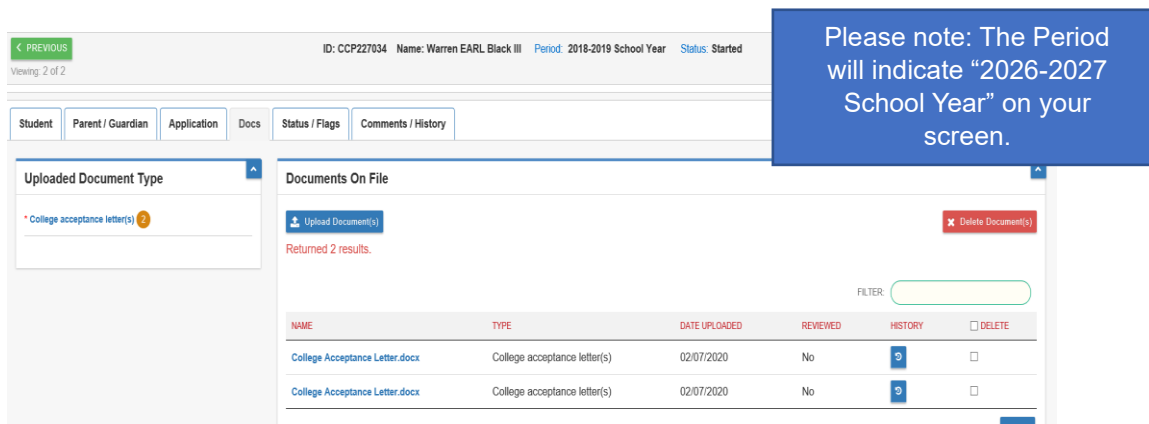 PREVIOUS
Viewing: 2 of 2
ID: CCP227034 Name: Warren EARL Black III Period: 2018-2019 School Year Status: Started
Please note: The Period
will indicate “2026-2027
School Year” on your
screen.
Student Parent / Guardian Application Docs Status / Flags Comments / History
Uploaded Document Type
* College acceptance letter(s) 2
Documents On File
Upload Document(s)
Delete Document(s)
Returned 2 results.
FILTER:
NAME TYPE DATE UPLOADED REVIEWED HISTORY DELETE
College Acceptance Letter.docx College acceptance letter(s) 02/07/2020 No
College Acceptance Letter.docx College acceptance letter(s) 02/07/2020 No